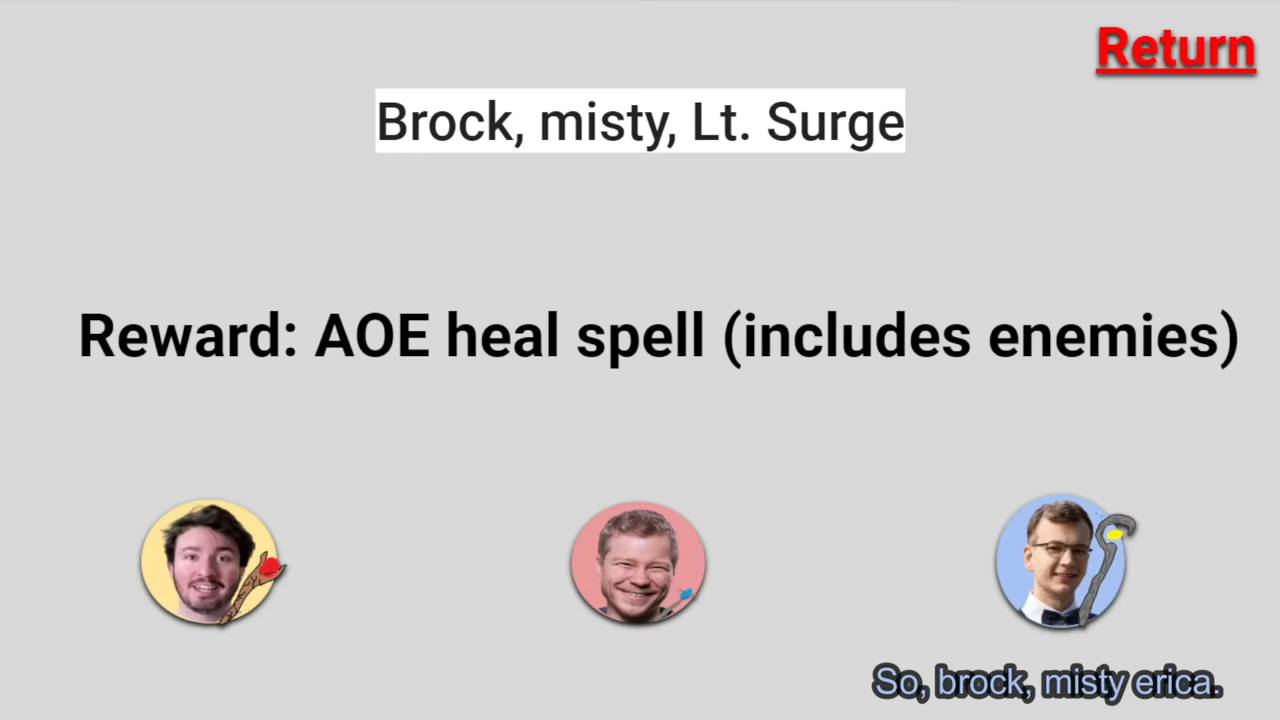 Return
Brock, misty, Lt. Surge
Reward: AOE heal spell (includes enemies)
So, brock, misty erica.